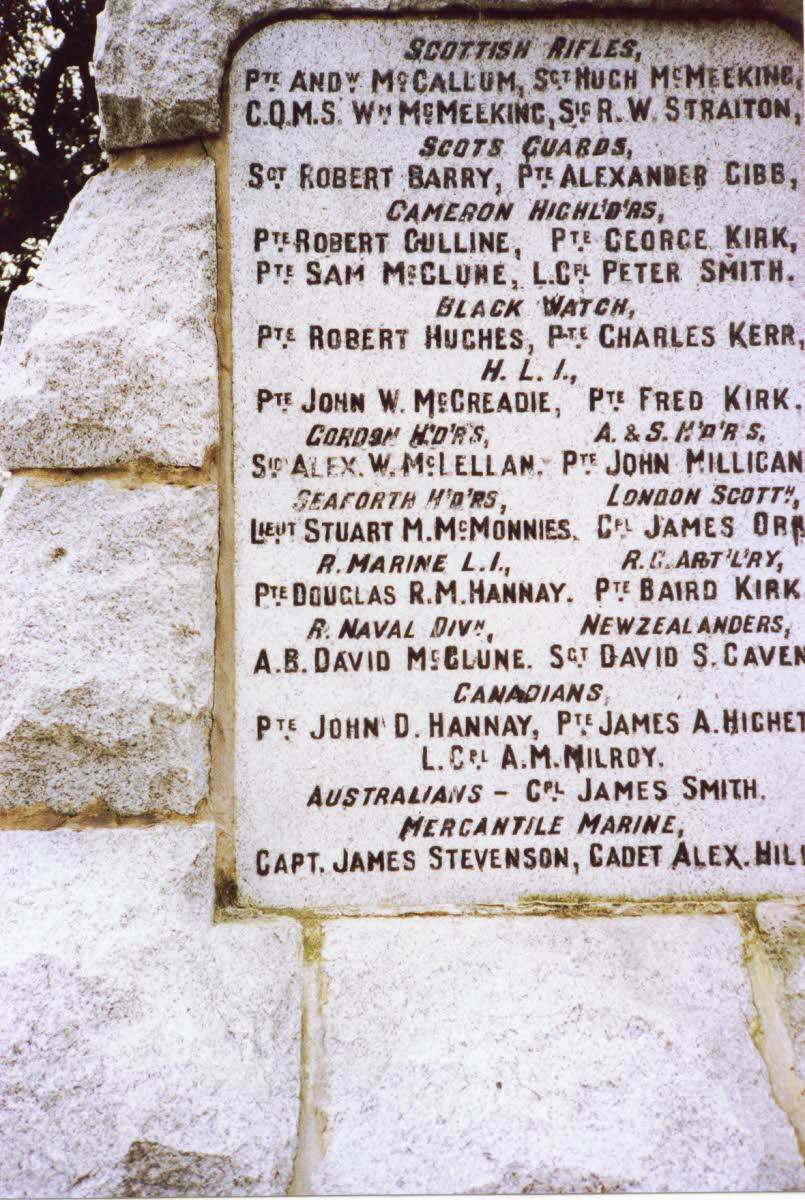 SCOTTISH RIFLES,
PTE ANDW McCALLUM, SGT HUGH McMEEKING,
C.Q.M.S. WM McMEEKING, SIG R.W. STRAITON,
SCOTS GUARDS,
SGT ROBERT BARRY, PTE ALEXANDER GIBB,
CAMERON HIGHL'D'RS,
PTE ROBERT GULLINE, PTE GEORGE KIRK,
PTE SAM McCLUNE, L.CPL PETER SMITH.
BLACK WATCH,
PTE ROBERT HUGHES, PTE CHARLES KERR,
H.L.I.,
PTE JOHN W. McCREADIE, PTE FRED KIRK.
GORDON H'D'RS, A.&S. H'D'RS,
SIG ALEX. W. McLELLAN. PTE JOHN MILLIGAN
SEAFORTH H'D'RS, LONDON SCOTTH,
LIEUT STUART M. McMONNIES. CPL JAMES ORR
R. MARINE L.I., R.G. ART'L'RY,
PTE DOUGLAS R.M. HANNAY. PTE BAIRD KIRK
R. NAVAL DIVN, NEWZEALANDERS,
A.B. DAVID McCLUNE. SGT DAVID S. CAVEN
CANADIANS,
PTE JOHN D. HANNAY, PTE JAMES A. HIGHET
L.CPL A.M. MILROY.
AUSTRALIANS - CPL JAMES SMITH.
MERCANTILE MARINE,
CAPT. JAMES STEVENSON, CADET ALEX. HILL